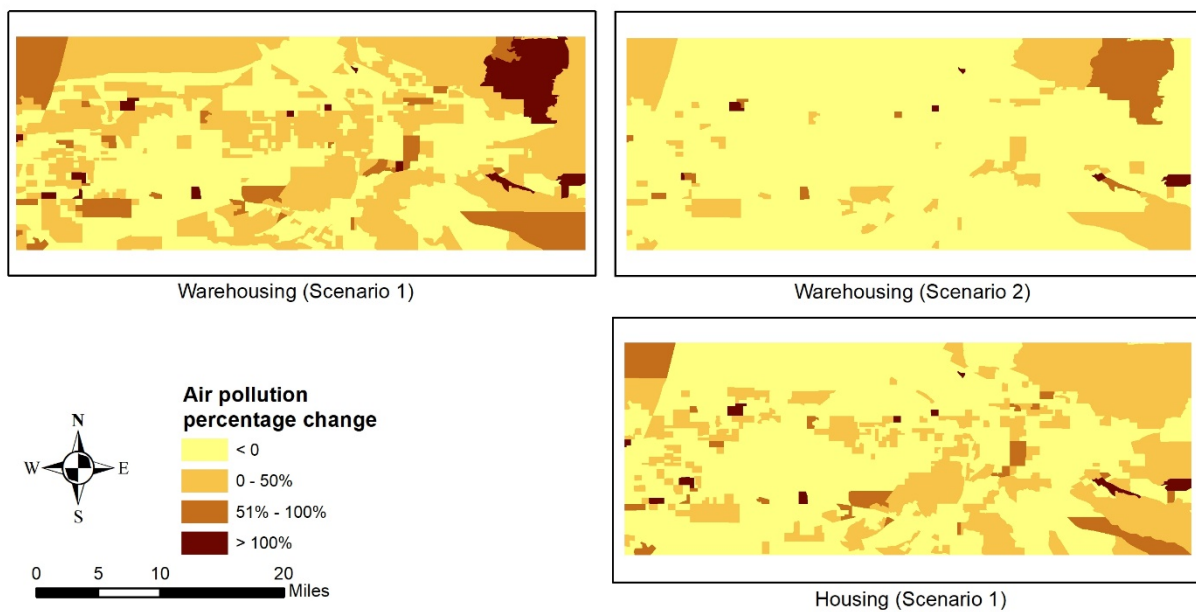 Warehousing (Scenario 1)
Warehousing (Scenario 2)
Air pollution
percentage change
< 0
0 - 50%
51% - 100%
> 100%
N
W E
S
0 5 10 20
Miles
Housing (Scenario 1)